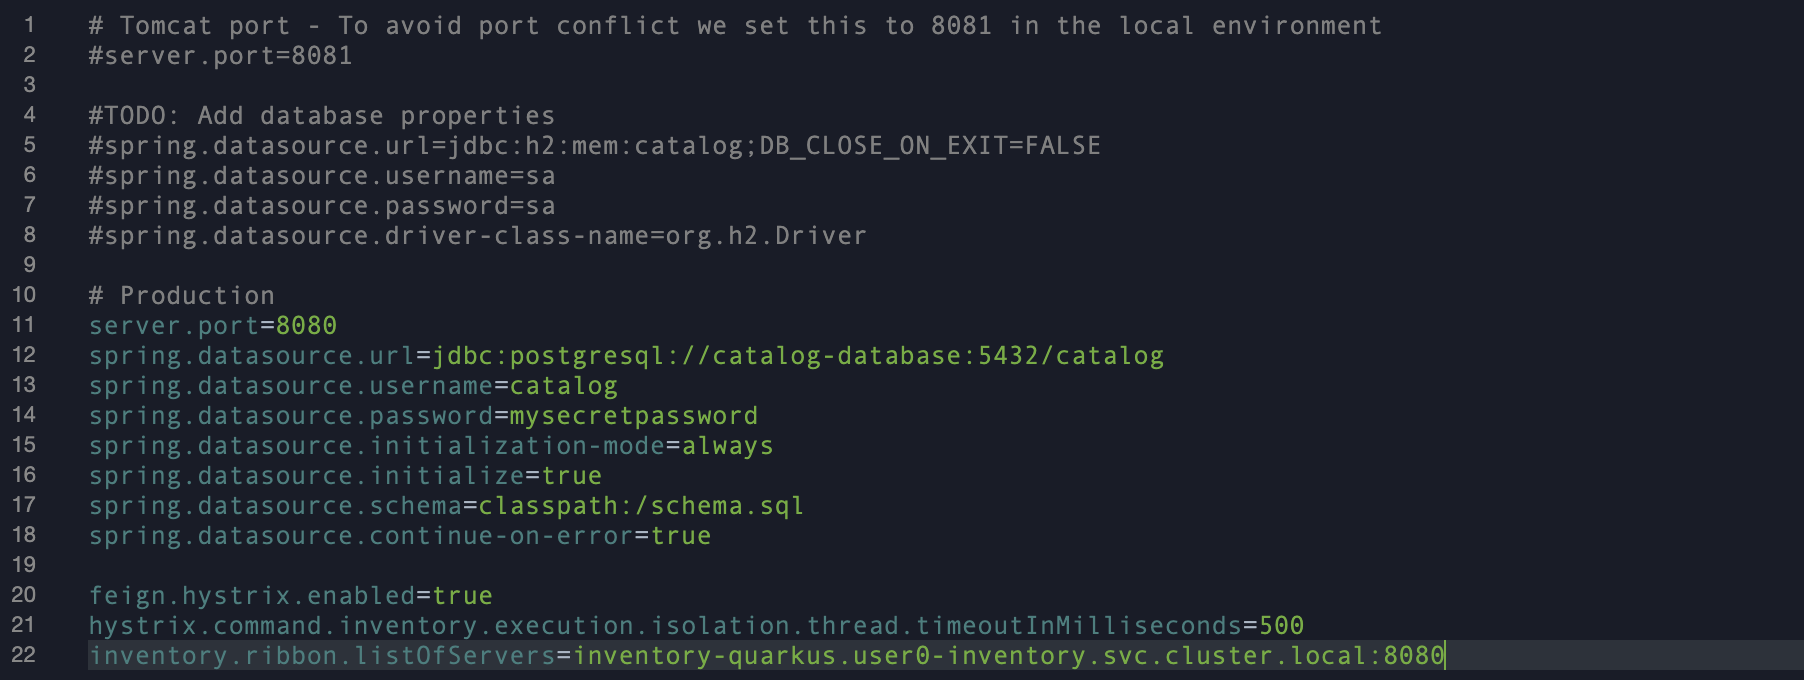 1 # Tomcat port - To avoid port conflict we set this to 8081 in the local environment
2 #server.port=8081
3
4 #TODO: Add database properties
5 #spring.datasource.url=jdbc:h2:mem:catalog;DB_CLOSE_ON_EXIT=FALSE
6 #spring.datasource.username=sa
7 #spring.datasource.password=sa
8 #spring.datasource.driver-class-name=org.h2.Driver
9
10 # Production
11 server.port=8080
12 spring.datasource.url=jdbc:postgresql://catalog-database:5432/catalog
13 spring.datasource.username=catalog
14 spring.datasource.password=mysecretpassword
15 spring.datasource.initialization-mode=always
16 spring.datasource.initialize=true
17 spring.datasource.schema=classpath:/schema.sql
18 spring.datasource.continue-on-error=true
19
20 feign.hystrix.enabled=true
21 hystrix.command.inventory.execution.isolation.thread.timeoutInMilliseconds=500
22 inventory.ribbon.listOfServers=inventory-quarkus.user0-inventory.svc.cluster.local:8080